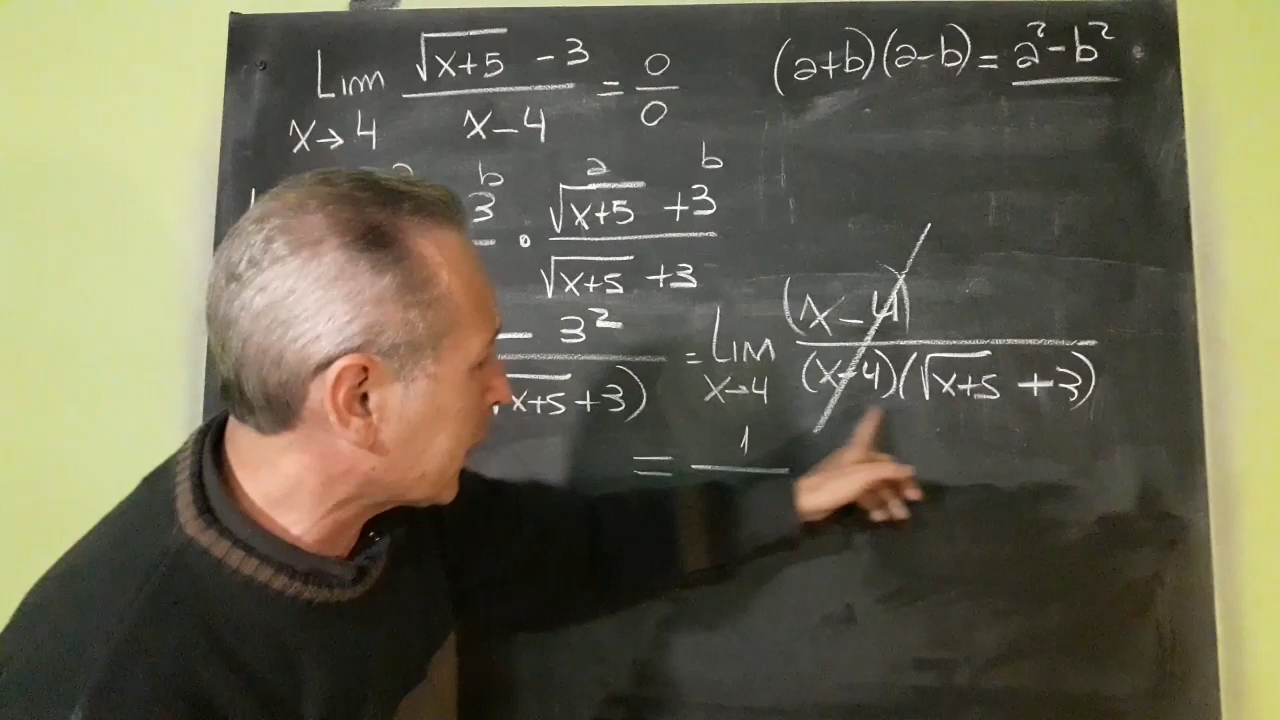 Lim √x+5 - 3 / x-4 = 0/0
x→4
(a+b)(a-b) = a²-b²
b a b
3 · √x+5 +3 / √x+5 +3
- 3² / √x+5 +3) = Lim (x-4) / (x-4)(√x+5 +3)
x→4
= 1